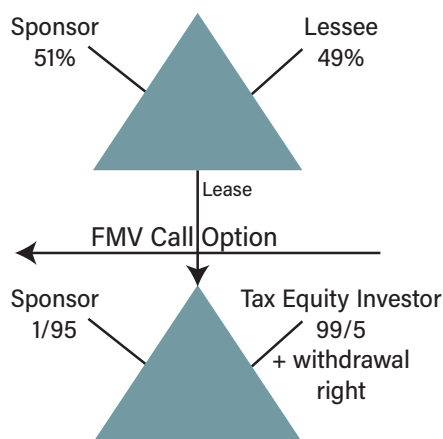 Sponsor
51%
Lessee
49%
Lease
FMV Call Option
Sponsor
1/95
Tax Equity Investor
99/5
+ withdrawal
right